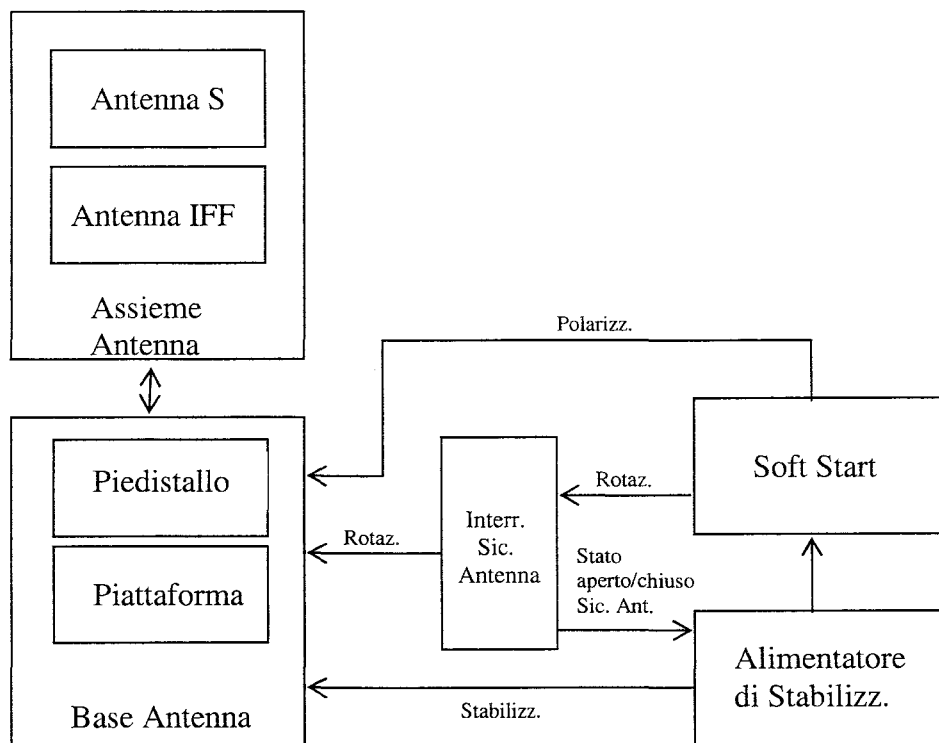 Antenna S
Antenna IFF
Assieme
Antenna
Polarizz.
Piedistallo
Piattaforma
Base Antenna
Rotaz.
Interr.
Sic.
Antenna
Rotaz.
Soft Start
Stato
aperto/chiuso
Sic. Ant.
Stabilizz.
Alimentatore
di Stabilizz.